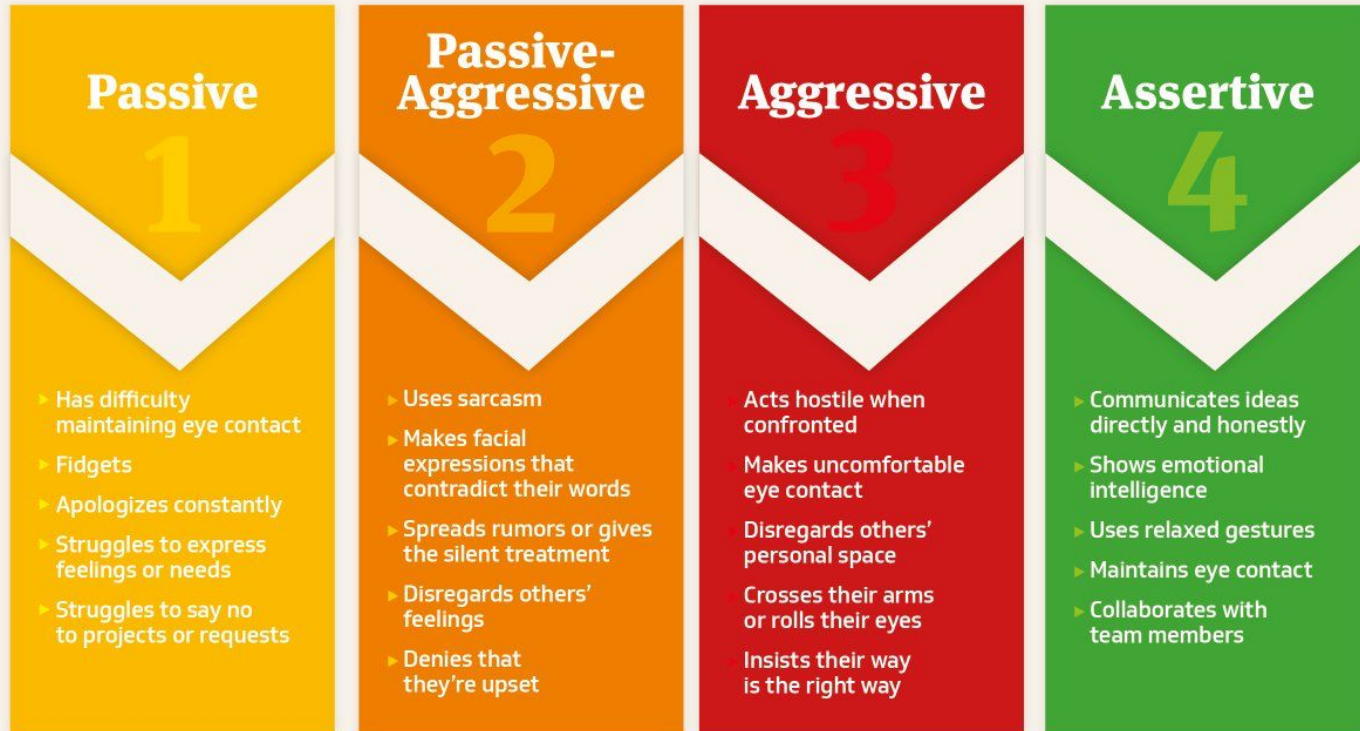 Passive
1
Has difficulty
maintaining eye contact
Fidgets
Apologizes constantly
Struggles to express
feelings or needs
Struggles to say no
to projects or requests
Passive-
Aggressive
2
Uses sarcasm
Makes facial
expressions that
contradict their words
Spreads rumors or gives
the silent treatment
Disregards others’
feelings
Denies that
they’re upset
Aggressive
3
Acts hostile when
confronted
Makes uncomfortable
eye contact
Disregards others’
personal space
Crosses their arms
or rolls their eyes
Insists their way
is the right way
Assertive
4
Communicates ideas
directly and honestly
Shows emotional
intelligence
Uses relaxed gestures
Maintains eye contact
Collaborates with
team members